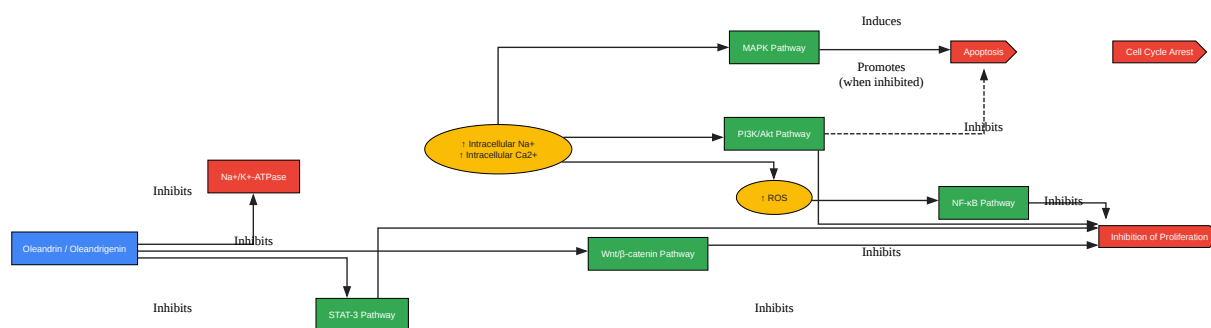 Induces
MAPK Pathway
Apoptosis
Cell Cycle Arrest
Promotes
(when inhibited)
PI3K/Akt Pathway
Inhibits
↑ Intracellular Na+
↑ Intracellular Ca2+
Na+/K+-ATPase
Inhibits
↑ ROS
NF-κB Pathway
Inhibits
Inhibition of Proliferation
Inhibits
Oleandrin / Oleandrigenin
Wnt/β-catenin Pathway
Inhibits
Inhibits
STAT-3 Pathway
Inhibits